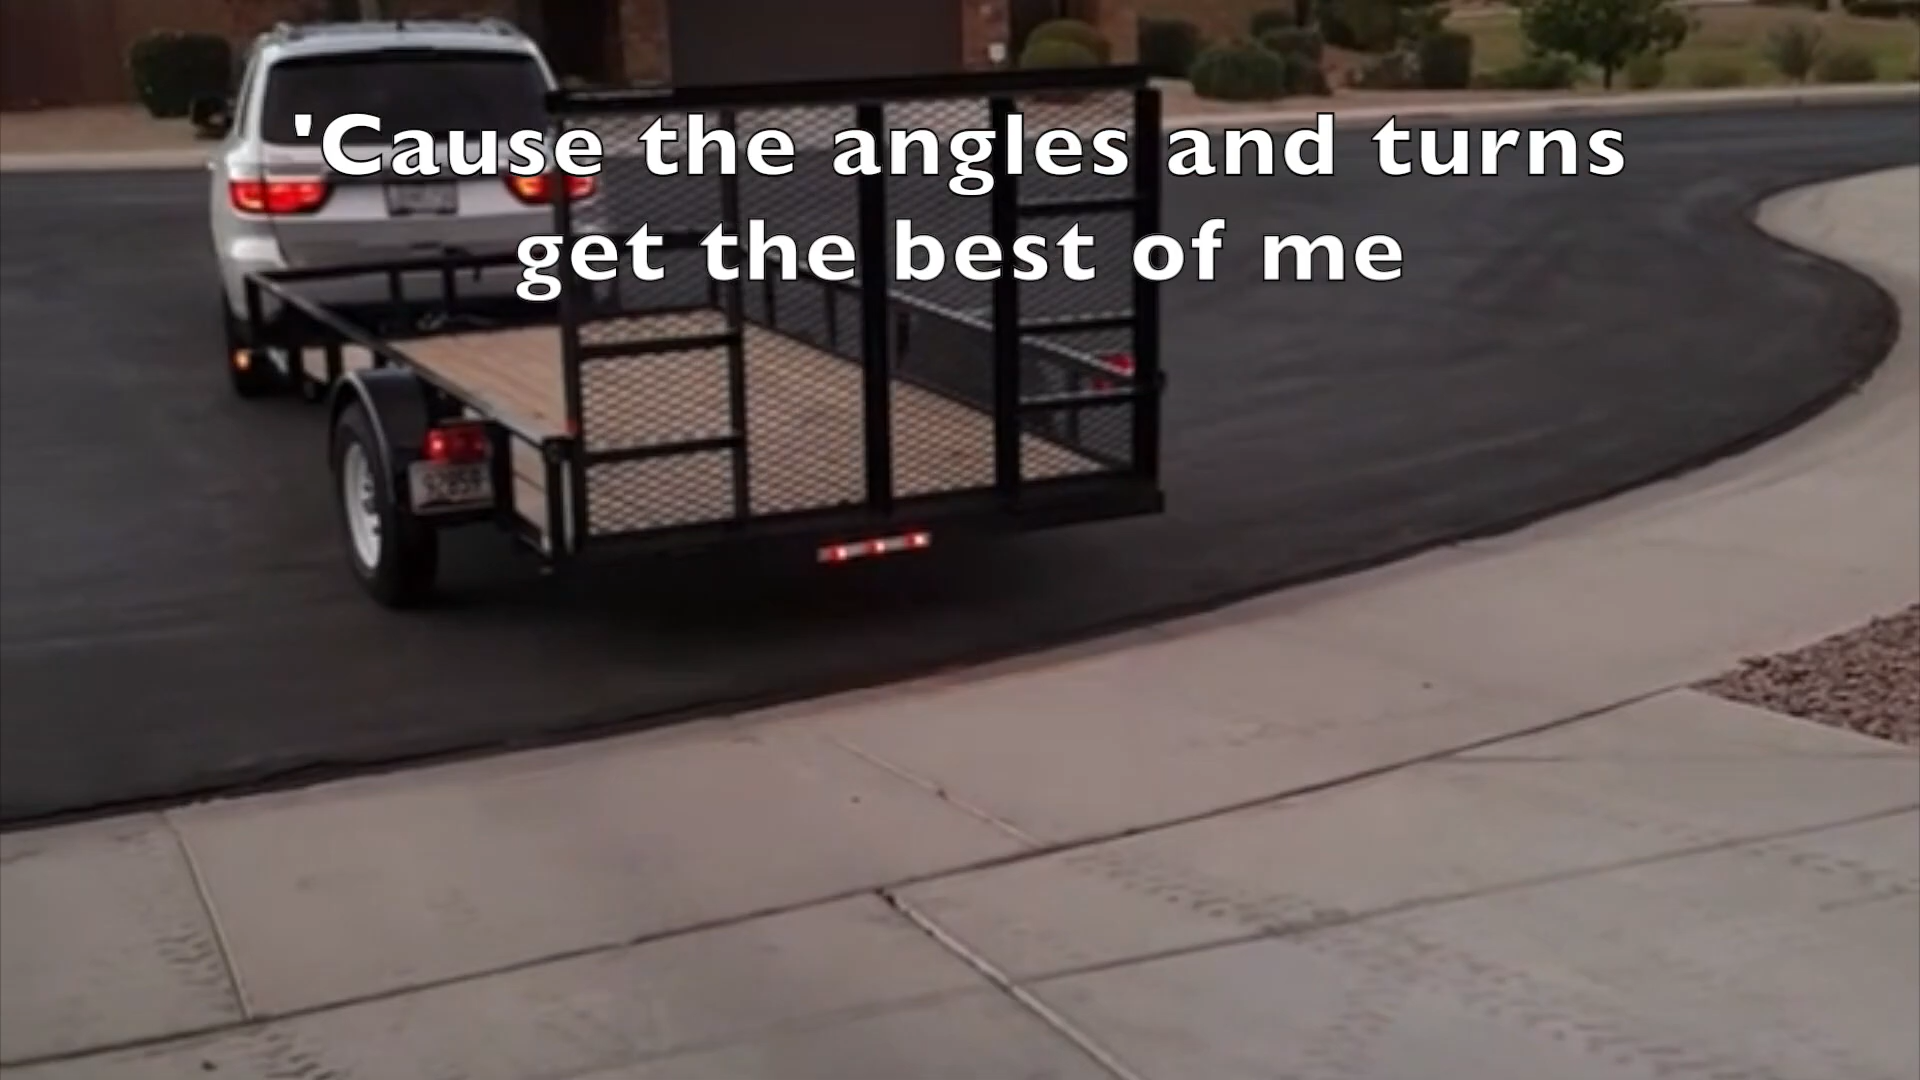 'Cause the angles and turns
get the best of me